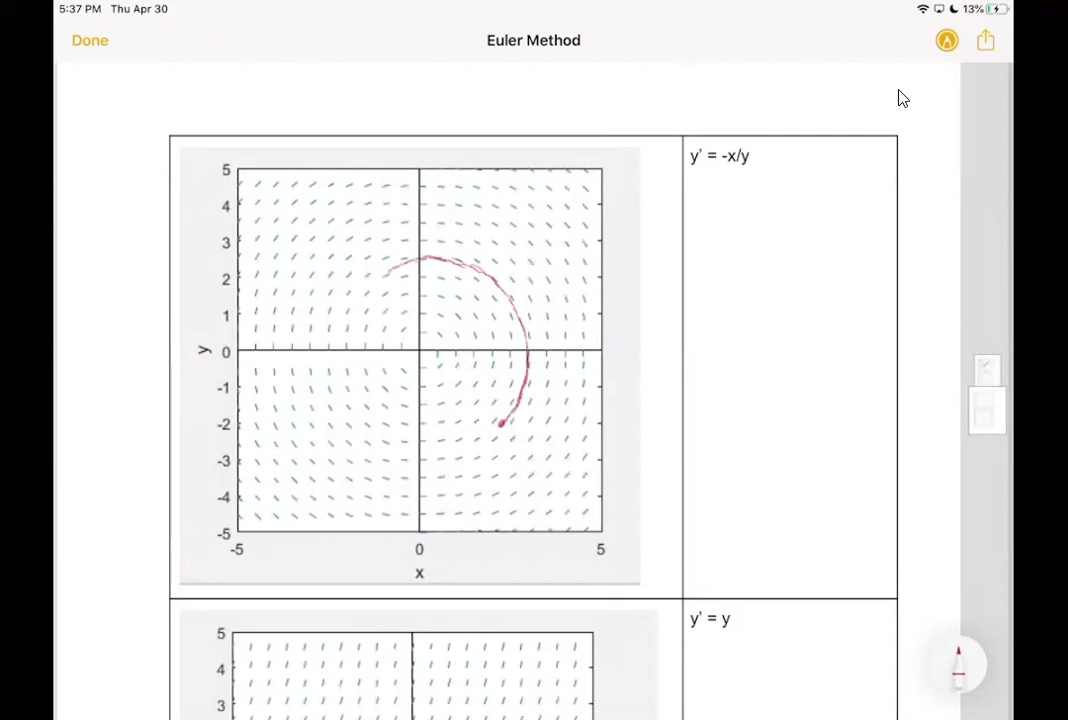 5:37 PM Thu Apr 30
13%
Done
Euler Method
y' = -x/y
5
4
3
2
1
0
-1
-2
-3
-4
-5
y
-5
0
5
x
y' = y
5
4
3